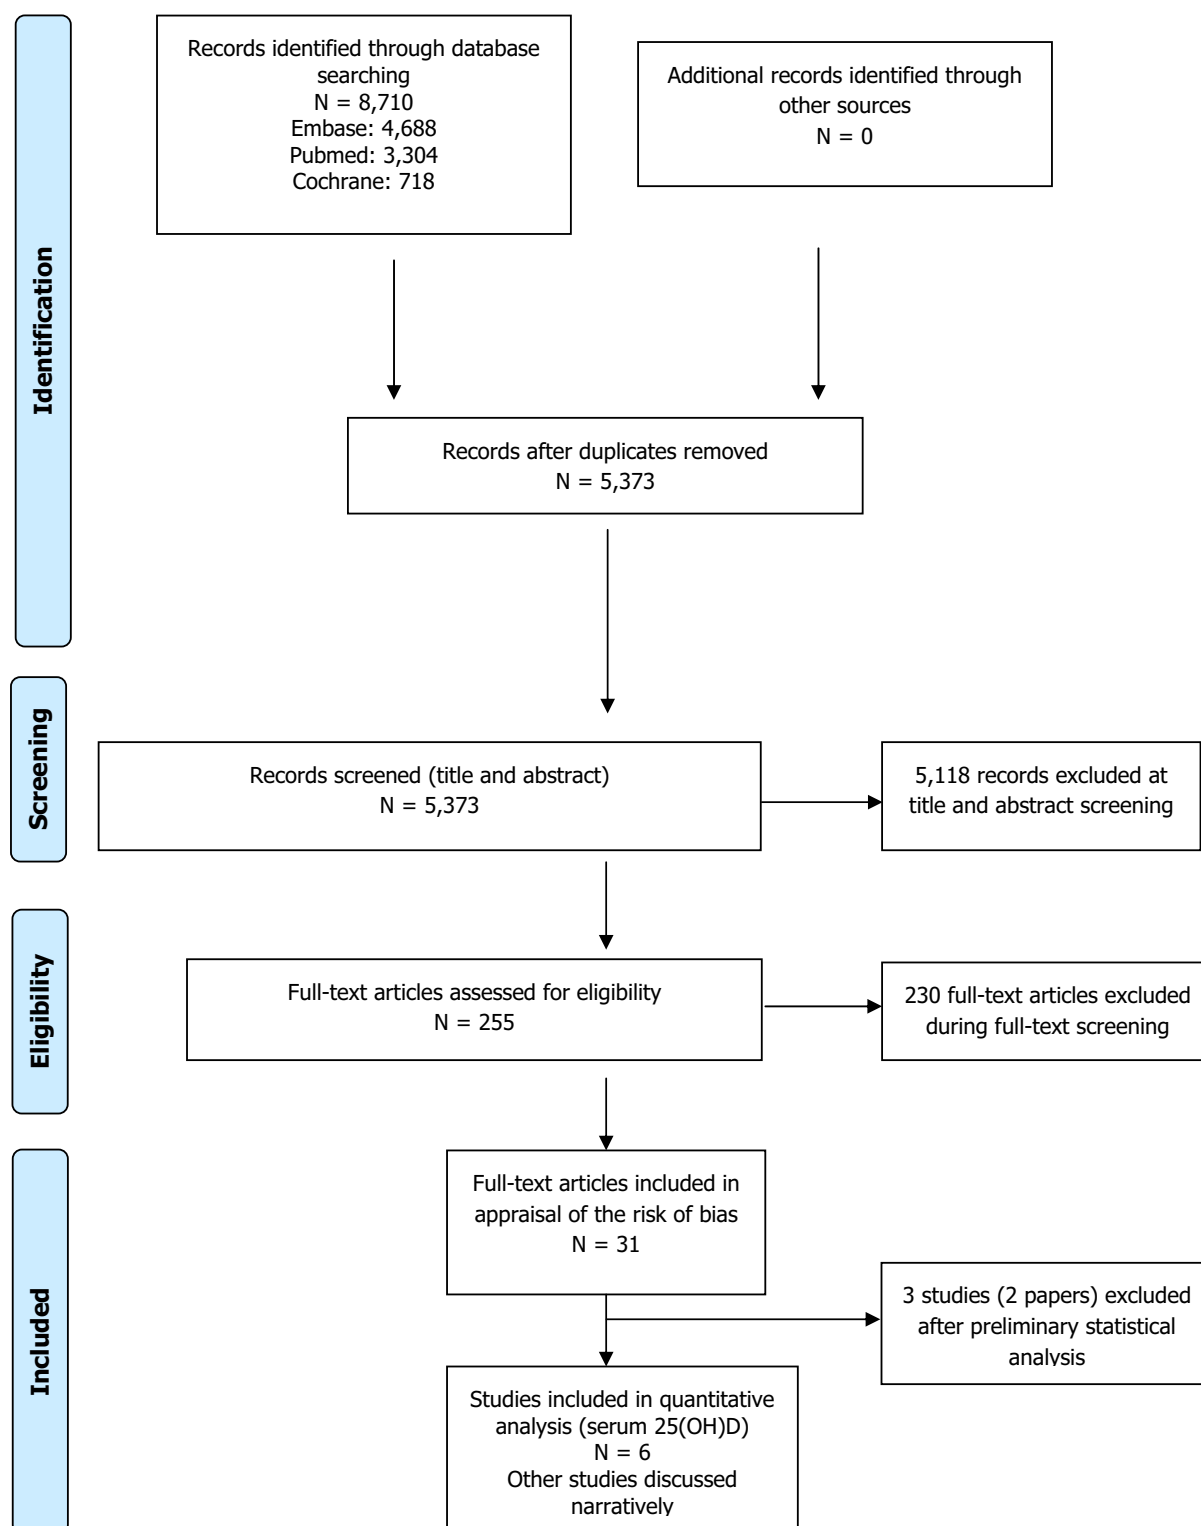 Identification
Records identified through database
searching
N = 8,710
Embase: 4,688
Pubmed: 3,304
Cochrane: 718
Additional records identified through
other sources
N = 0
Records after duplicates removed
N = 5,373
Screening
Records screened (title and abstract)
N = 5,373
5,118 records excluded at
title and abstract screening
Eligibility
Full-text articles assessed for eligibility
N = 255
230 full-text articles excluded
during full-text screening
Included
Full-text articles included in
appraisal of the risk of bias
N = 31
3 studies (2 papers) excluded
after preliminary statistical
analysis
Studies included in quantitative
analysis (serum 25(OH)D)
N = 6
Other studies discussed
narratively